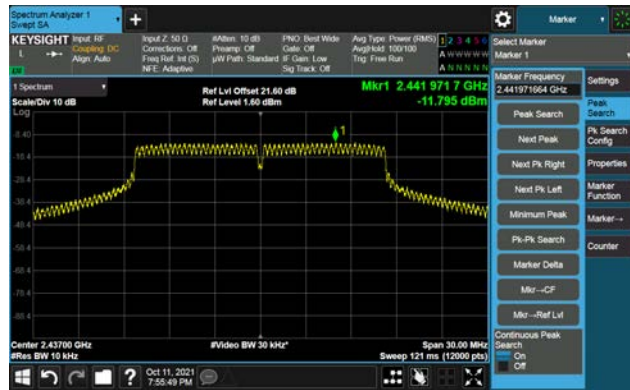 Spectrum Analyzer 1
Swept SA
Marker
KEYSIGHT
Input: RF
Coupling: DC
Align: Auto
Input Z: 50 Ω
Corrections: Off
Freq Ref: Int (S)
NFE: Adaptive
#Atten: 10 dB
Preamp: Off
µW Path: Standard
PNO: Best Wide
Gate: Off
IF Gain: Low
Sig Track: Off
Avg Type: Power (RMS)
Avg|Hold: 100/100
Trig: Free Run
1 2 3 4 5 6
A W W W W W
A N N N N N
L
Select Marker
Marker 1
1 Spectrum
Scale/Div 10 dB
Log
Ref Lvl Offset 21.60 dB
Ref Level 1.60 dBm
Mkr1 2.441 971 7 GHz
-11.795 dBm
1
-8.40
-18.4
-28.4
-38.4
-48.4
-58.4
-68.4
-78.4
-88.4
Marker Frequency
2.441971664 GHz
Peak Search
Next Peak
Next Pk Right
Next Pk Left
Minimum Peak
Pk-Pk Search
Marker Delta
Mkr→CF
Mkr→Ref Lvl
Continuous Peak
Search
On
Off
Settings
Peak
Search
Pk Search
Config
Properties
Marker
Function
Marker→
Counter
Center 2.43700 GHz
#Res BW 10 kHz
#Video BW 30 kHz*
Span 30.00 MHz
Sweep 121 ms (12000 pts)
?
Oct 11, 2021
7:55:49 PM